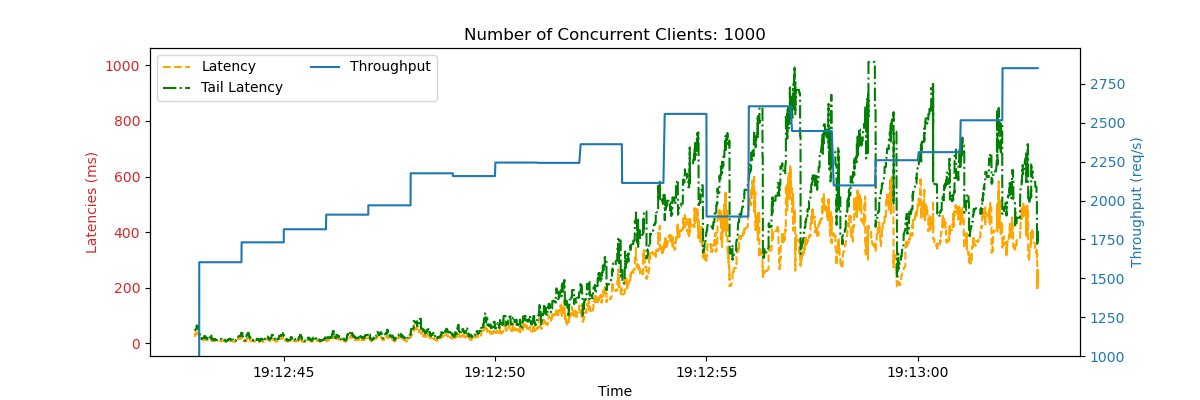 Number of Concurrent Clients: 1000
Latency
Tail Latency
Throughput
Latencies (ms)
1000
800
600
400
200
0
Throughput (req/s)
2750
2500
2250
2000
1750
1500
1250
1000
19:12:45
19:12:50
19:12:55
19:13:00
Time